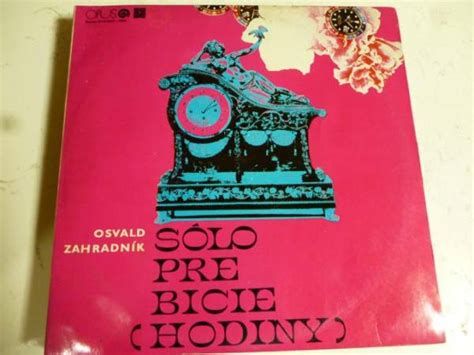 OPUS
OSVALD
ZAHRADNÍK
SÓLO
PRE
BICIE
(HODINY)